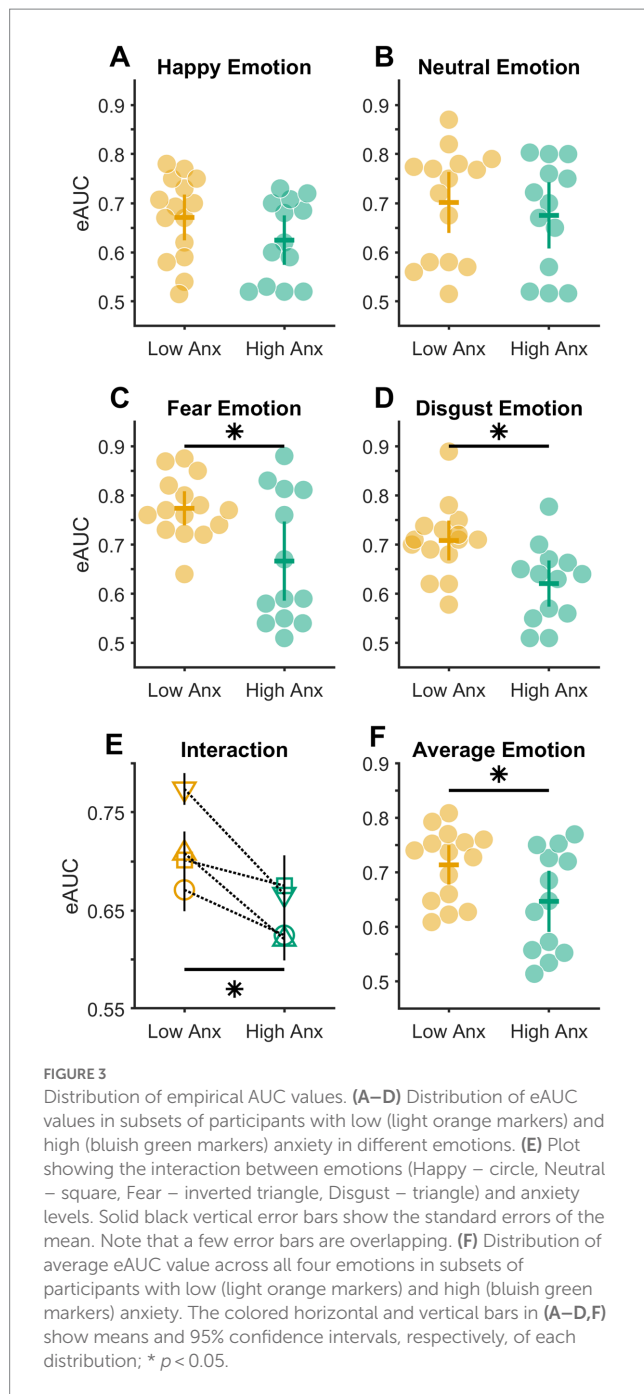 A Happy Emotion
B Neutral Emotion
0.9
0.8
0.7
0.6
0.5
eAUC
Low Anx
High Anx
0.9
0.8
0.7
0.6
0.5
Low Anx
High Anx
C Fear Emotion
D Disgust Emotion
*
*
0.9
0.8
0.7
0.6
0.5
eAUC
Low Anx
High Anx
0.9
0.8
0.7
0.6
0.5
Low Anx
High Anx
E Interaction
F Average Emotion
0.75
0.65
0.55
eAUC
*
Low Anx
High Anx
*
0.9
0.8
0.7
0.6
0.5
Low Anx
High Anx
FIGURE 3
Distribution of empirical AUC values. (A–D) Distribution of eAUC
values in subsets of participants with low (light orange markers) and
high (bluish green markers) anxiety in different emotions. (E) Plot
showing the interaction between emotions (Happy – circle, Neutral
– square, Fear – inverted triangle, Disgust – triangle) and anxiety
levels. Solid black vertical error bars show the standard errors of the
mean. Note that a few error bars are overlapping. (F) Distribution of
average eAUC value across all four emotions in subsets of
participants with low (light orange markers) and high (bluish green
markers) anxiety. The colored horizontal and vertical bars in (A–D,F)
show means and 95% confidence intervals, respectively, of each
distribution; * p < 0.05.